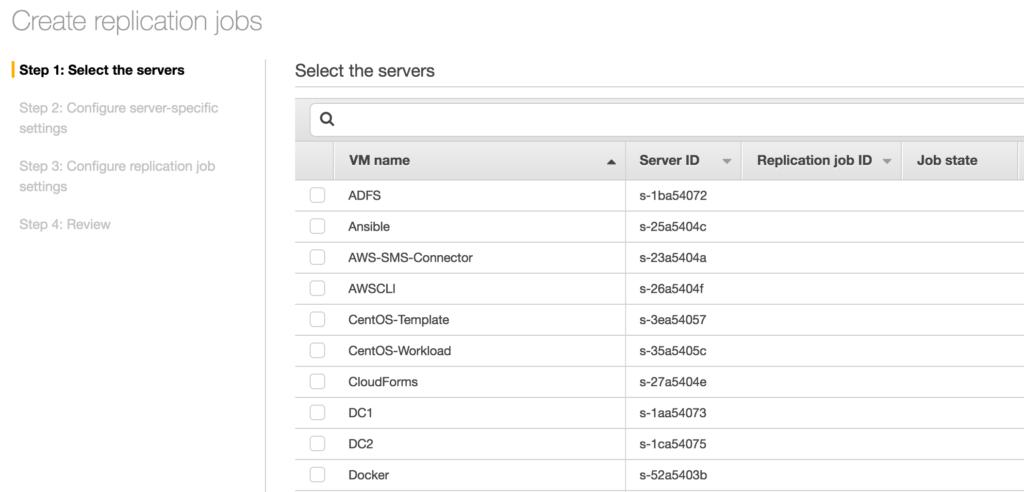 Create replication jobs
Step 1: Select the servers
Step 2: Configure server-specific
settings
Step 3: Configure replication job
settings
Step 4: Review
Select the servers
VM name Server ID Replication job ID Job state
ADFS s-1ba54072
Ansible s-25a5404c
AWS-SMS-Connector s-23a5404a
AWSCLI s-26a5404f
CentOS-Template s-3ea54057
CentOS-Workload s-35a5405c
CloudForms s-27a5404e
DC1 s-1aa54073
DC2 s-1ca54075
Docker s-52a5403b